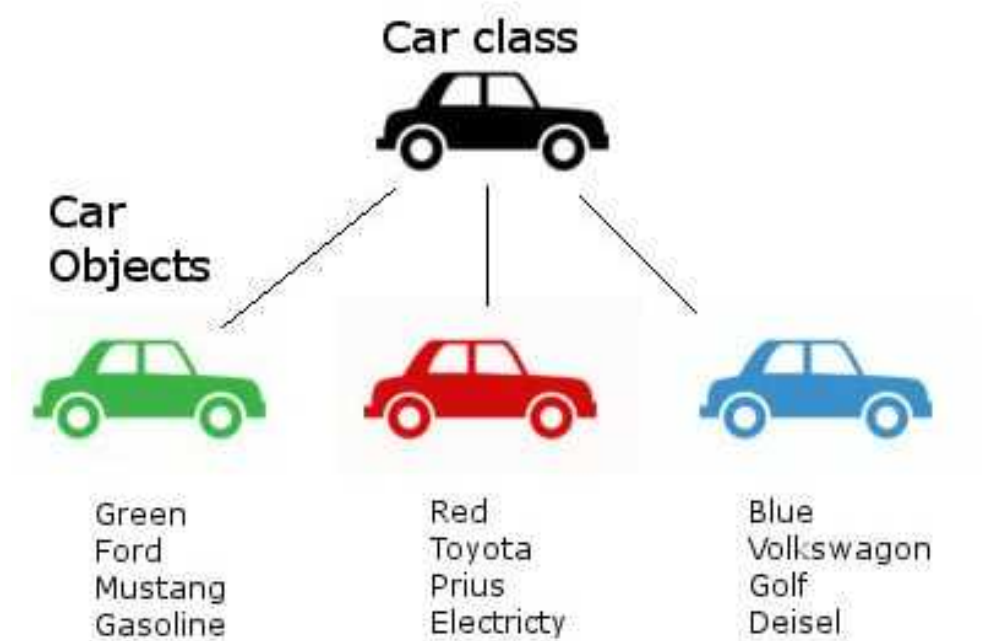 Car class
Car
Objects
Green
Ford
Mustang
Gasoline
Red
Toyota
Prius
Electricty
Blue
Volkswagon
Golf
Deisel